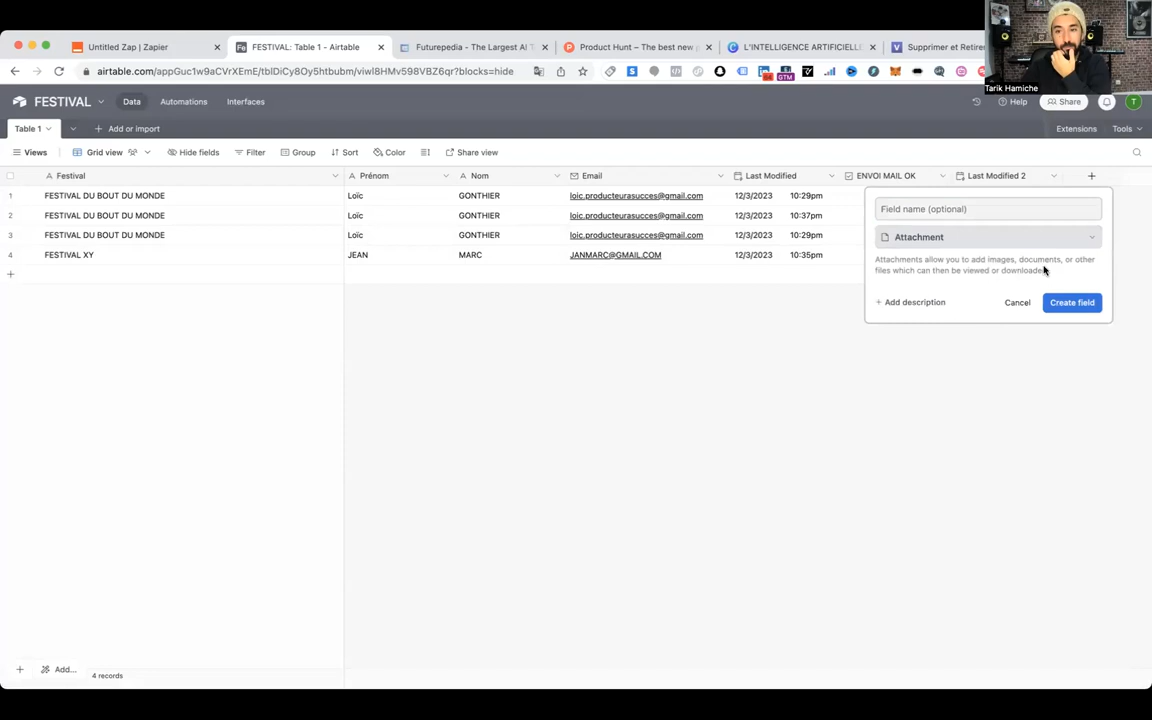 Untitled Zap | Zapier
FESTIVAL: Table 1 - Airtable
Futurepedia - The Largest AI T
Product Hunt – The best new p
L'INTELLIGENCE ARTIFICIELLE
Supprimer et Retire
airtable.com/appGuc1w9aCVrXEmE/tblDiCy8Oy5htbubm/viwl8HMv598VBZ6qr?blocks=hide
GTM
Tarik Hamiche
FESTIVAL
Data
Automations
Interfaces
Help
Share
T
Table 1
Add or import
Extensions
Tools
Views
Grid view
Hide fields
Filter
Group
Sort
Color
Share view
Festival Prénom Nom Email Last Modified ENVOI MAIL OK Last Modified 2
1 FESTIVAL DU BOUT DU MONDE Loïc GONTHIER loic.producteurasucces@gmail.com 12/3/2023 10:29pm
2 FESTIVAL DU BOUT DU MONDE Loïc GONTHIER loic.producteurasucces@gmail.com 12/3/2023 10:37pm
3 FESTIVAL DU BOUT DU MONDE Loïc GONTHIER loic.producteurasucces@gmail.com 12/3/2023 10:29pm
4 FESTIVAL XY JEAN MARC JANMARC@GMAIL.COM 12/3/2023 10:35pm
Field name (optional)
Attachment
Attachments allow you to add images, documents, or other
files which can then be viewed or downloaded
+ Add description
Cancel
Create field
Add...
4 records